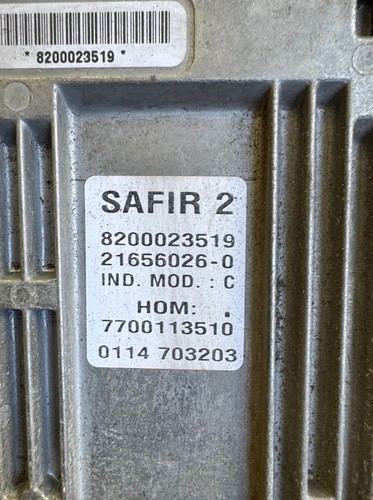 * 8200023519 *
SAFIR 2
8200023519
21656026-0
IND. MOD. : C
HOM: .
7700113510
0114 703203